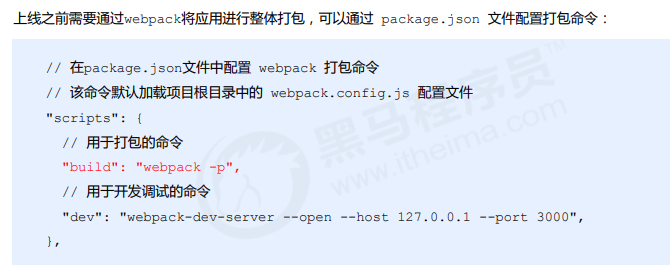 上线之前需要通过webpack将应用进行整体打包，可以通过 package.json 文件配置打包命令：
// 在package.json文件中配置 webpack 打包命令
// 该命令默认加载项目根目录中的 webpack.config.js 配置文件
"scripts": {
// 用于打包的命令
"build": "webpack -p",
// 用于开发调试的命令
"dev": "webpack-dev-server --open --host 127.0.0.1 --port 3000",
},
黑马程序员™
www.itheima.com